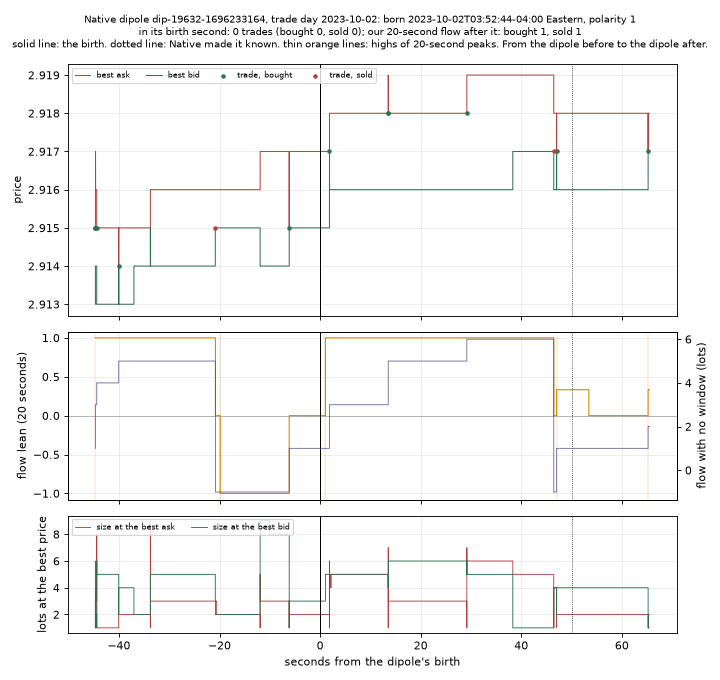 Native dipole dip-19632-1696233164, trade day 2023-10-02: born 2023-10-02T03:52:44-04:00 Eastern, polarity 1
in its birth second: 0 trades (bought 0, sold 0); our 20-second flow after it: bought 1, sold 1
solid line: the birth. dotted line: Native made it known. thin orange lines: highs of 20-second peaks. From the dipole before to the dipole after.
best ask
best bid
trade, bought
trade, sold
2.919
2.918
2.917
2.916
2.915
2.914
2.913
price
1.0
0.5
0.0
−0.5
−1.0
flow lean (20 seconds)
6
4
2
0
flow with no window (lots)
size at the best ask
size at the best bid
8
6
4
2
lots at the best price
−40
−20
0
20
40
60
seconds from the dipole's birth